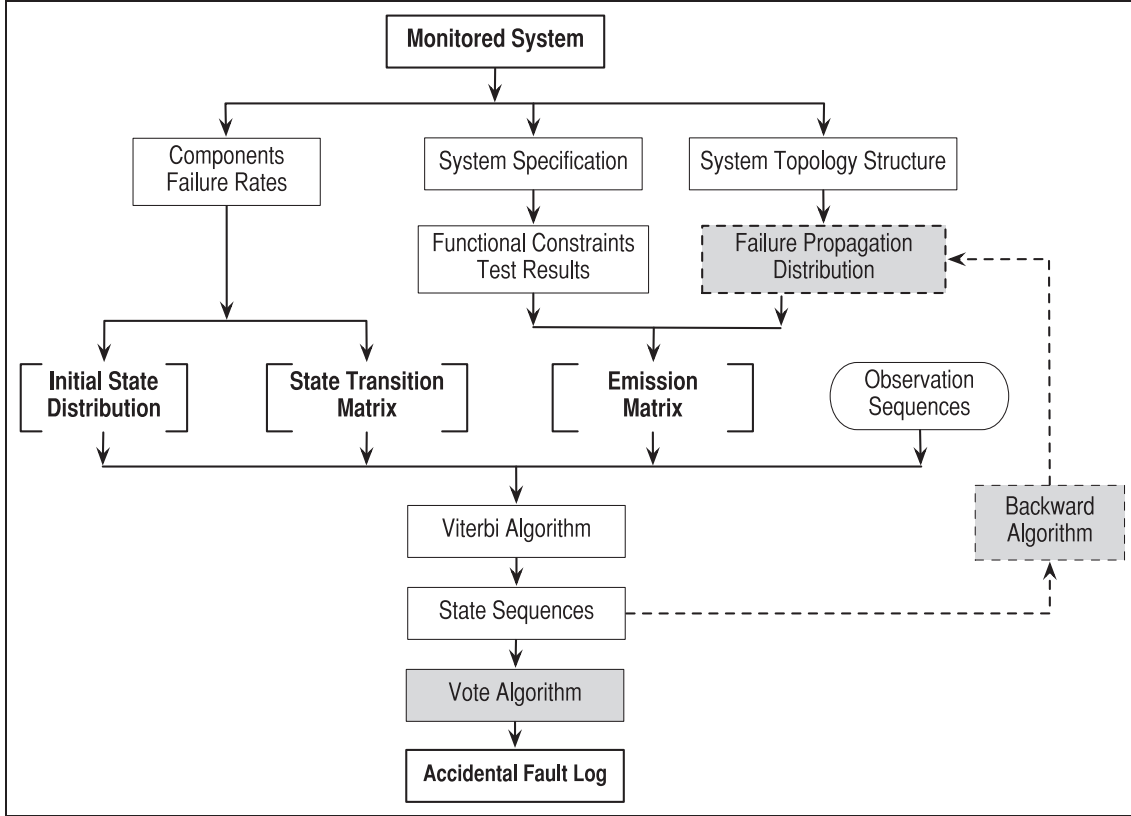 Monitored System
Components
Failure Rates
System Specification
System Topology Structure
Functional Constraints
Test Results
Failure Propagation
Distribution
Initial State
Distribution
State Transition
Matrix
Emission
Matrix
Observation
Sequences
Viterbi Algorithm
Backward
Algorithm
State Sequences
Vote Algorithm
Accidental Fault Log